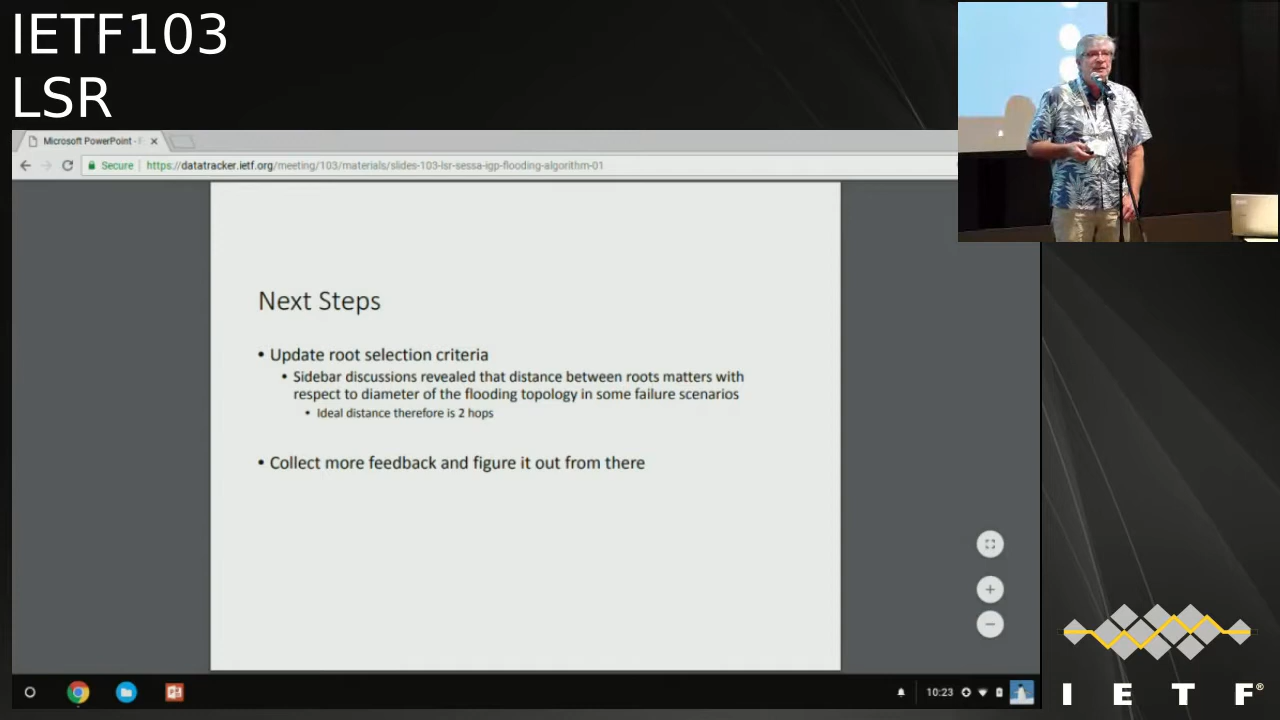 IETF103
LSR
Microsoft PowerPoint -
Secure https://datatracker.ietf.org/meeting/103/materials/slides-103-lsr-sessa-igp-flooding-algorithm-01
Next Steps
• Update root selection criteria
• Sidebar discussions revealed that distance between roots matters with
respect to diameter of the flooding topology in some failure scenarios
• Ideal distance therefore is 2 hops
• Collect more feedback and figure it out from there
10:23
I E T F®